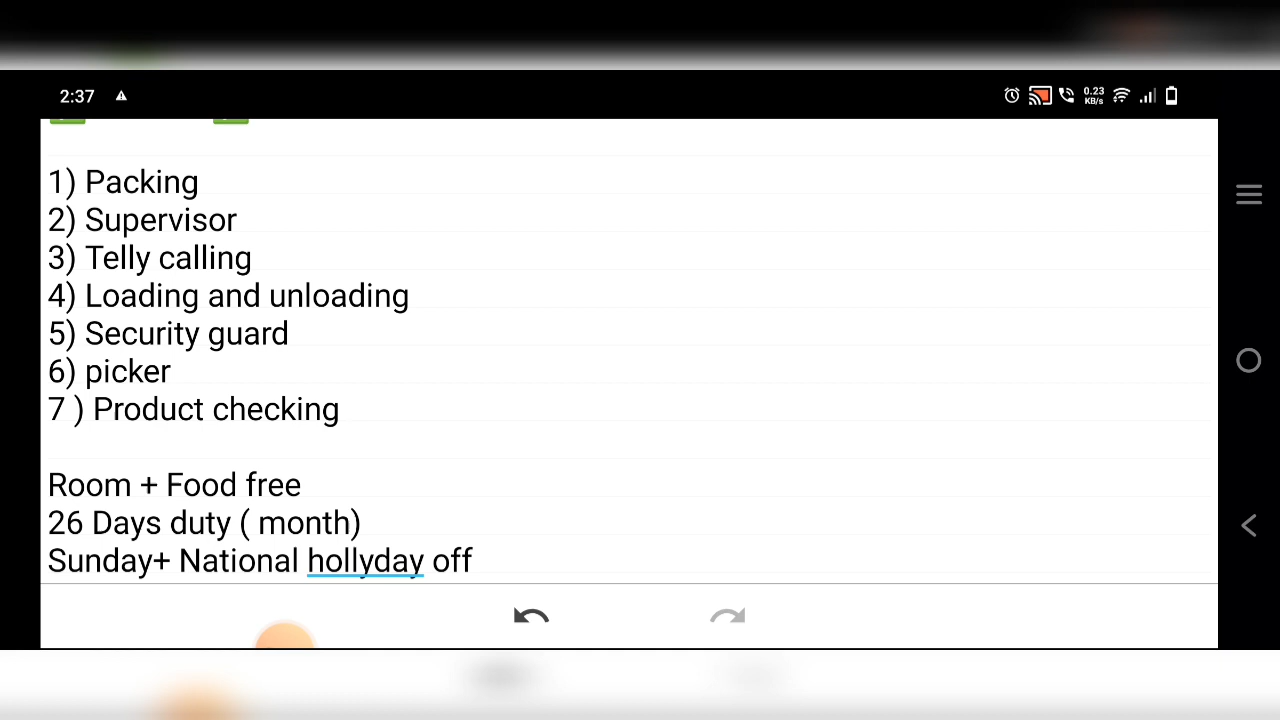 2:37
0.23
KB/s
1) Packing
2) Supervisor
3) Telly calling
4) Loading and unloading
5) Security guard
6) picker
7 ) Product checking
Room + Food free
26 Days duty ( month)
Sunday+ National hollyday off